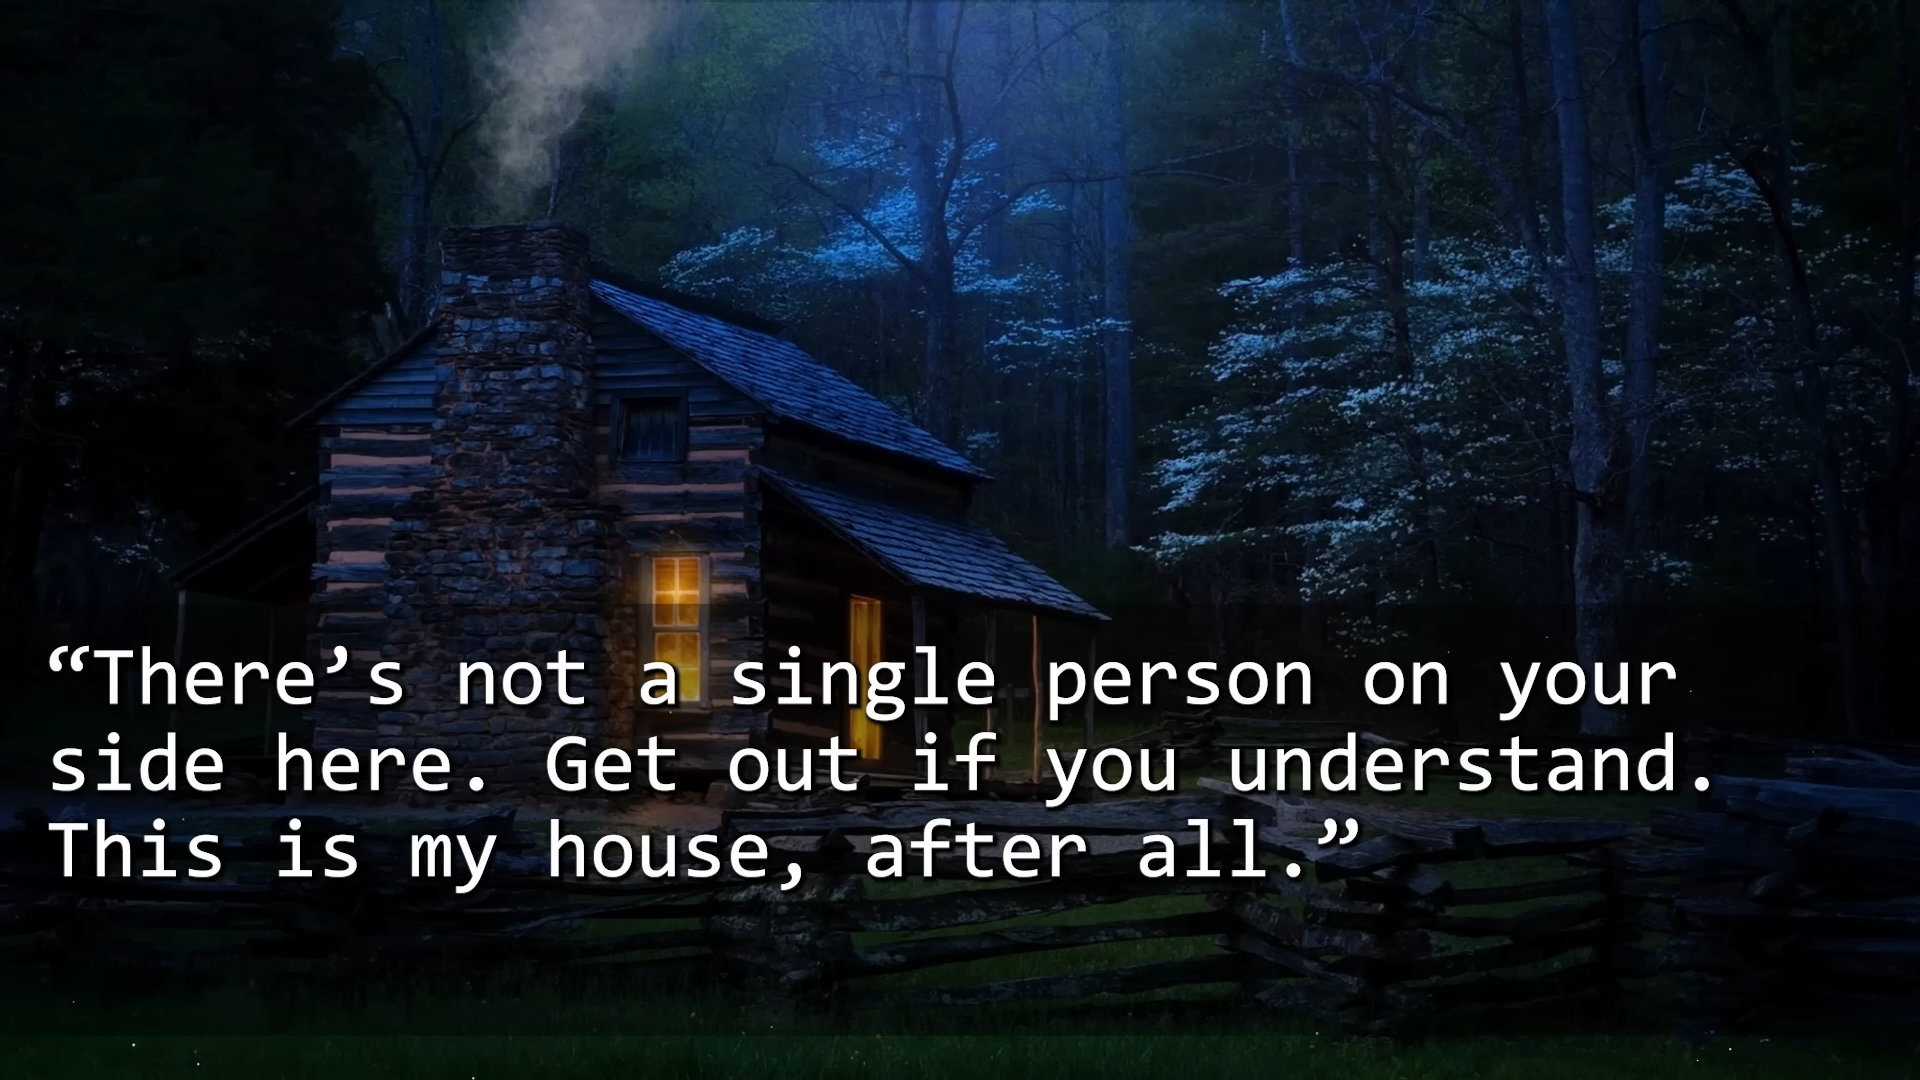 “There’s not a single person on your
side here. Get out if you understand.
This is my house, after all.”